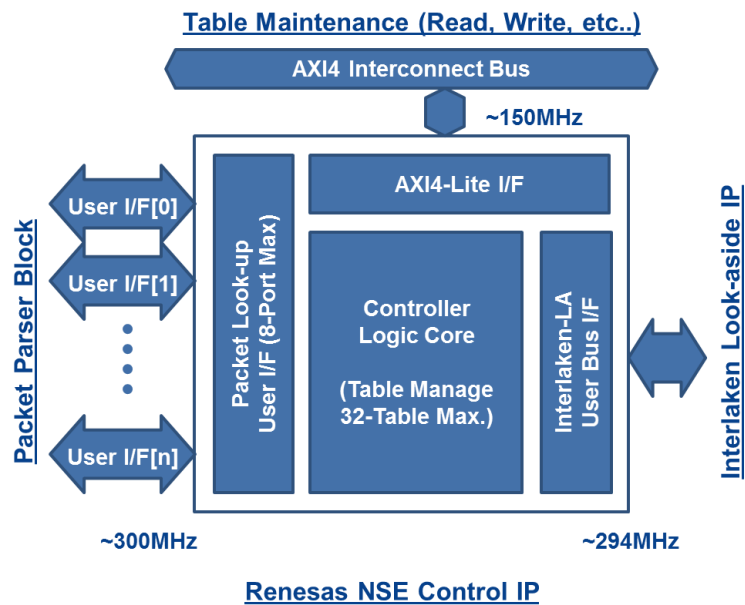 Table Maintenance (Read, Write, etc..)
AXI4 Interconnect Bus
~150MHz
Packet Parser Block
User I/F[0]
User I/F[1]
User I/F[n]
Packet Look-up
User I/F (8-Port Max)
AXI4-Lite I/F
Controller
Logic Core
(Table Manage
32-Table Max.)
Interlaken-LA
User Bus I/F
Interlaken Look-aside IP
~300MHz
~294MHz
Renesas NSE Control IP